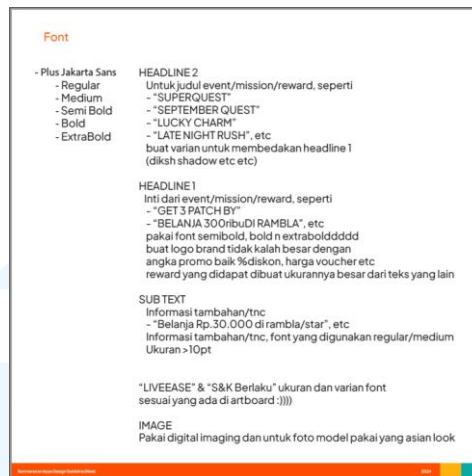 Font
- Plus Jakarta Sans
- Regular
- Medium
- Semi Bold
- Bold
- ExtraBold
HEADLINE 2
Untuk judul event/mission/reward, seperti
- "SUPERQUEST"
- "SEPTEMBER QUEST"
- "LUCKY CHARM"
- "LATE NIGHT RUSH", etc
buat varian untuk membedakan headline 1
(diksh shadow etc etc)
HEADLINE 1
Inti dari event/mission/reward, seperti
- "GET 3 PATCH BY"
- "BELANJA 300ribuDI RAMBLA", etc
pakai font semibold, bold n extraboldddddd
buat logo brand tidak kalah besar dengan
angka promo baik %diskon, harga voucher etc
reward yang didapat dibuat ukurannya besar dari teks yang lain
SUB TEXT
Informasi tambahan/tnc
- "Belanja Rp.30.000 di rambla/star", etc
Informasi tambahan/tnc, font yang digunakan regular/medium
Ukuran >10pt
"LIVEEASE" & "S&K Berlaku" ukuran dan varian font
sesuai yang ada di artboard :))))
IMAGE
Pakai digital imaging dan untuk foto model pakai yang asian look
2024